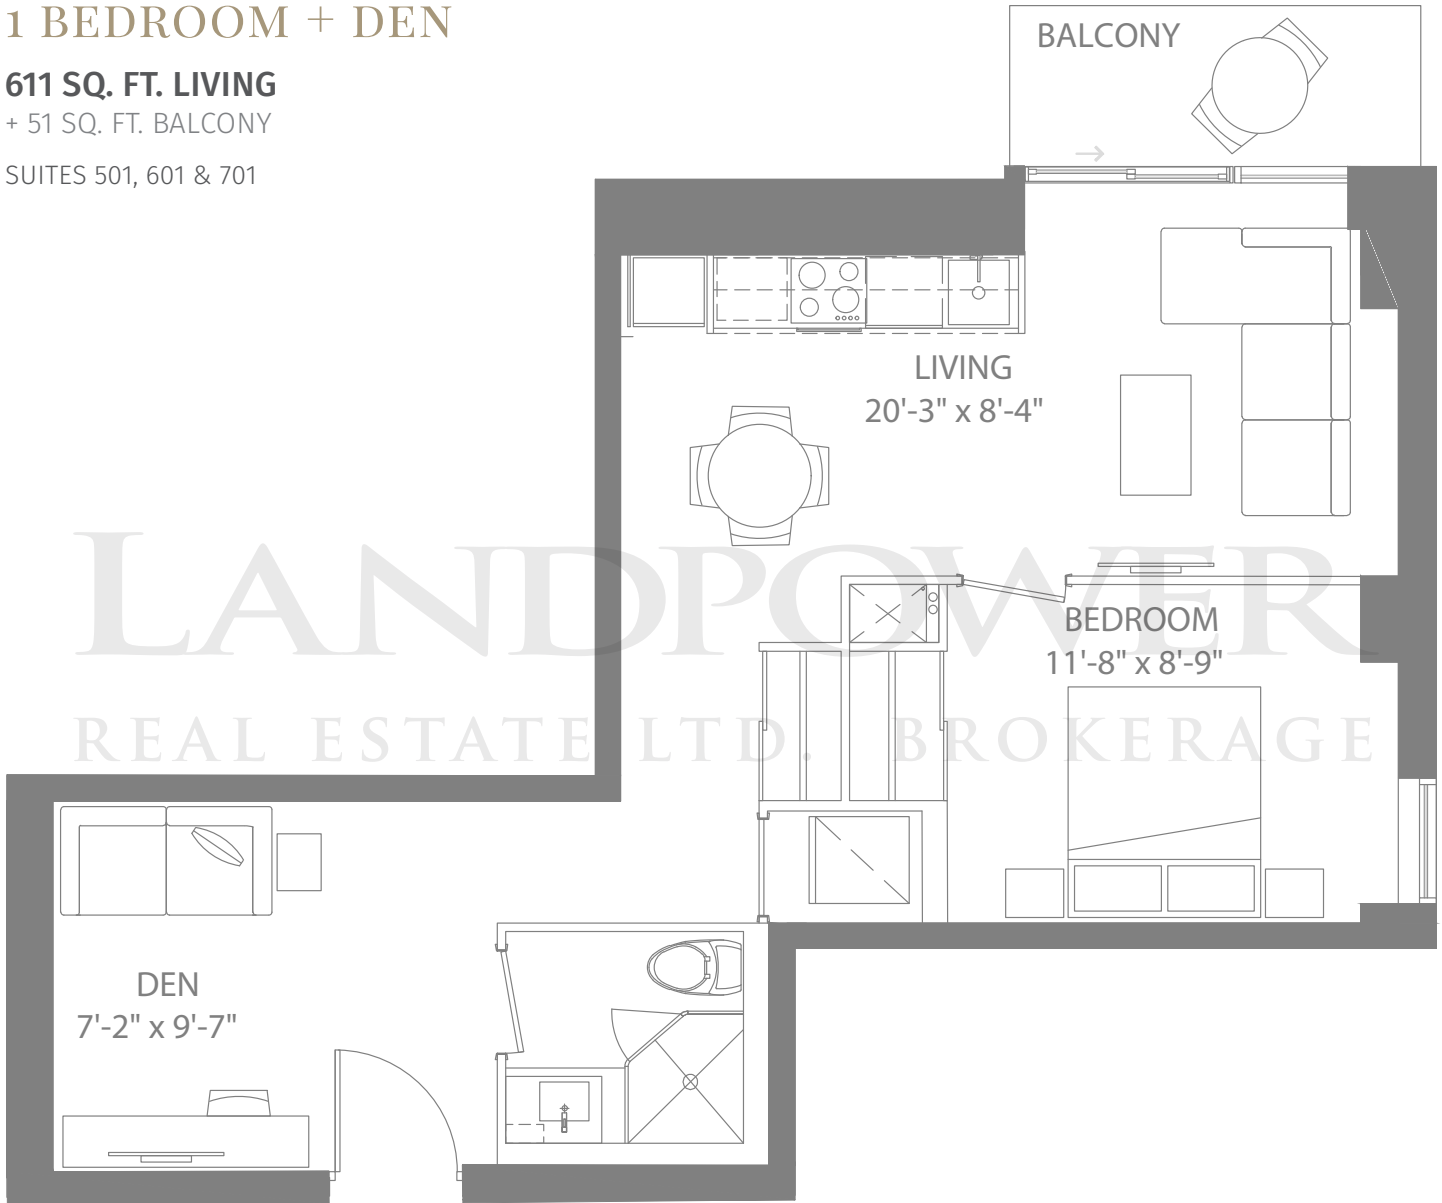 1 BEDROOM + DEN
611 SQ. FT. LIVING
+ 51 SQ. FT. BALCONY
SUITES 501, 601 & 701
BALCONY
LIVING
20'-3" x 8'-4"
BEDROOM
11'-8" x 8'-9"
LANDPOWER
REAL ESTATE LTD. BROKERAGE
DEN
7'-2" x 9'-7"